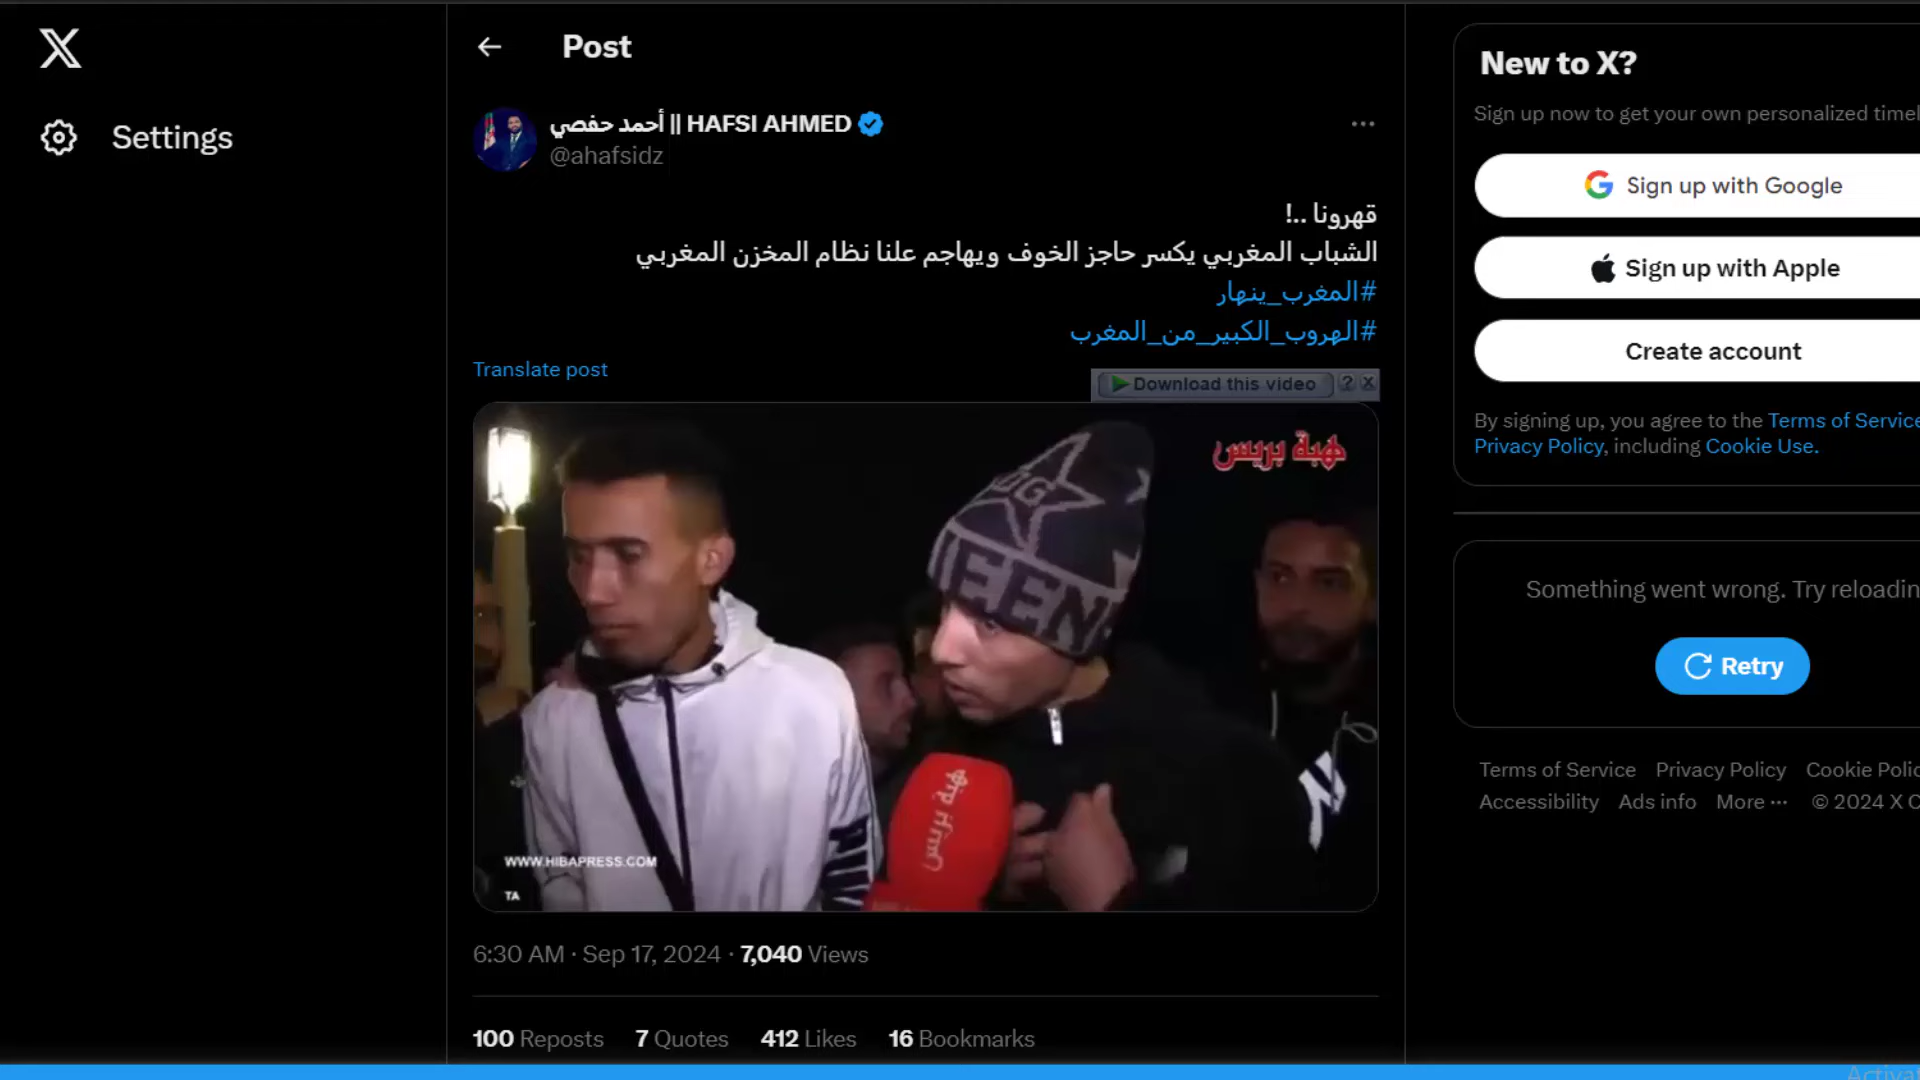 Post
Settings
أحمد حفصي || HAFSI AHMED
@ahafsidz
قهرونا ..!
الشباب المغربي يكسر حاجز الخوف ويهاجم علنا نظام المخزن المغربي
#المغرب_ينهار
#الهروب_الكبير_من_المغرب
Translate post
Download this video ? X
هبة بريس
DG
EEN
هبة بريس
WWW.HIBAPRESS.COM
TA
6:30 AM · Sep 17, 2024 · 7,040 Views
100 Reposts 7 Quotes 412 Likes 16 Bookmarks
New to X?
Sign up now to get your own personalized timel
Sign up with Google
Sign up with Apple
Create account
By signing up, you agree to the Terms of Service
Privacy Policy, including Cookie Use.
Something went wrong. Try reloadin
Retry
Terms of Service Privacy Policy Cookie Polic
Accessibility Ads info More ··· © 2024 X C
Activat